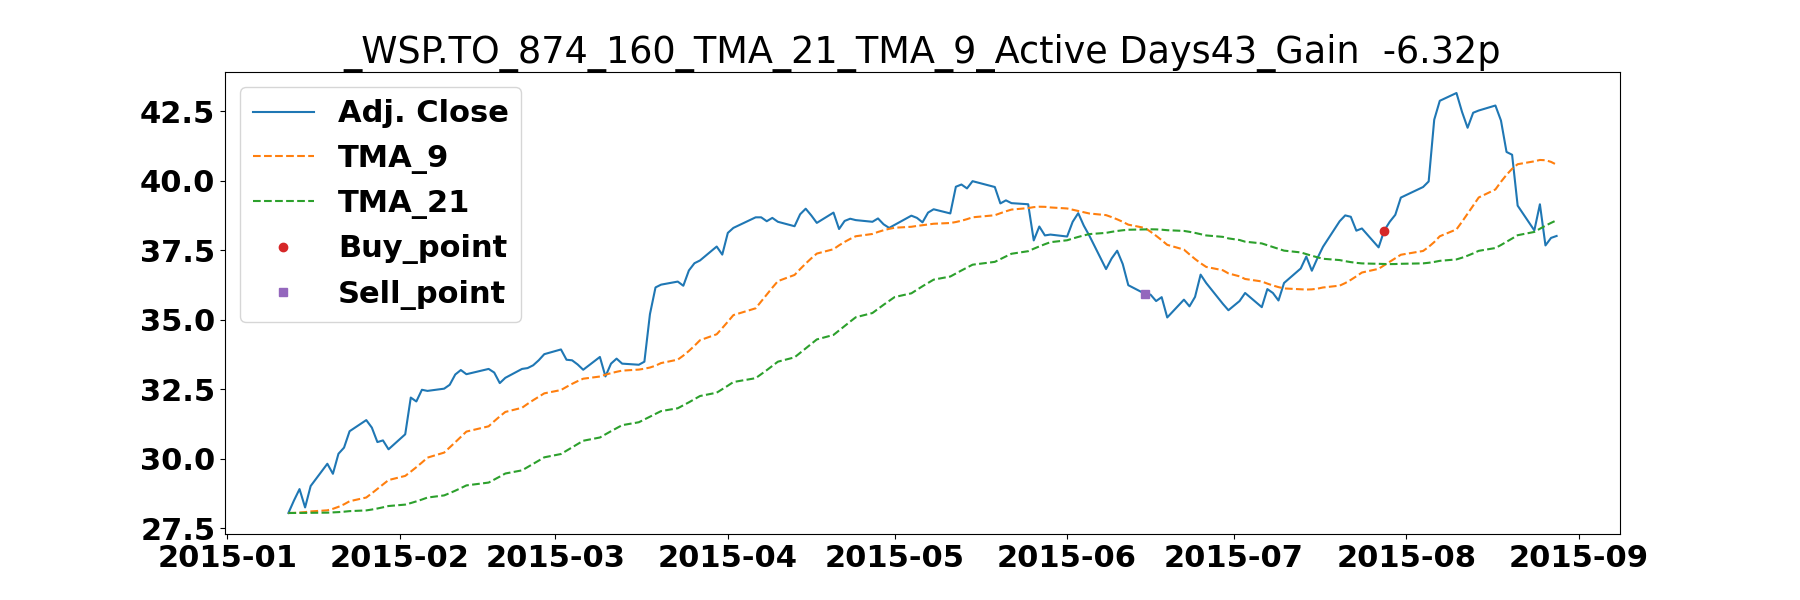 _WSP.TO_874_160_TMA_21_TMA_9_Active Days43_Gain  -6.32p
Adj. Close
TMA_9
TMA_21
Buy_point
Sell_point
42.5
40.0
37.5
35.0
32.5
30.0
27.5
2015-01 2015-02 2015-03 2015-04 2015-05 2015-06 2015-07 2015-08 2015-09